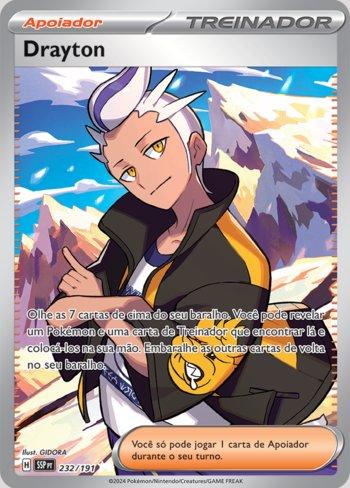 Apoiador
TREINADOR
Drayton
Olhe as 7 cartas de cima do seu baralho. Você pode revelar
um Pokémon e uma carta de Treinador que encontrar lá e
colocá-los na sua mão. Embaralhe as outras cartas de volta
no seu baralho.
Ilust. GIDORA
H SSP PT 232/191
Você só pode jogar 1 carta de Apoiador
durante o seu turno.
©2024 Pokémon/Nintendo/Creatures/GAME FREAK